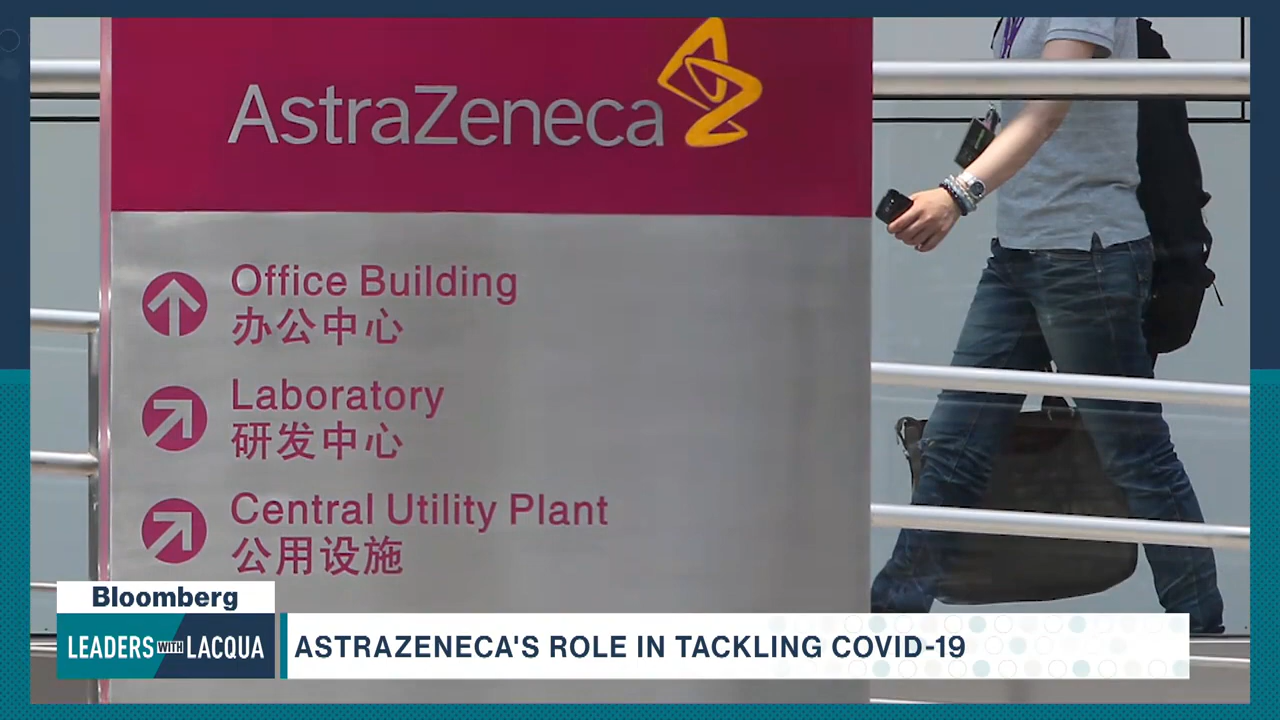 AstraZeneca
Office Building
办公中心
Laboratory
研发中心
Central Utility Plant
公用设施
Bloomberg
LEADERS WITH LACQUA
ASTRAZENECA'S ROLE IN TACKLING COVID-19